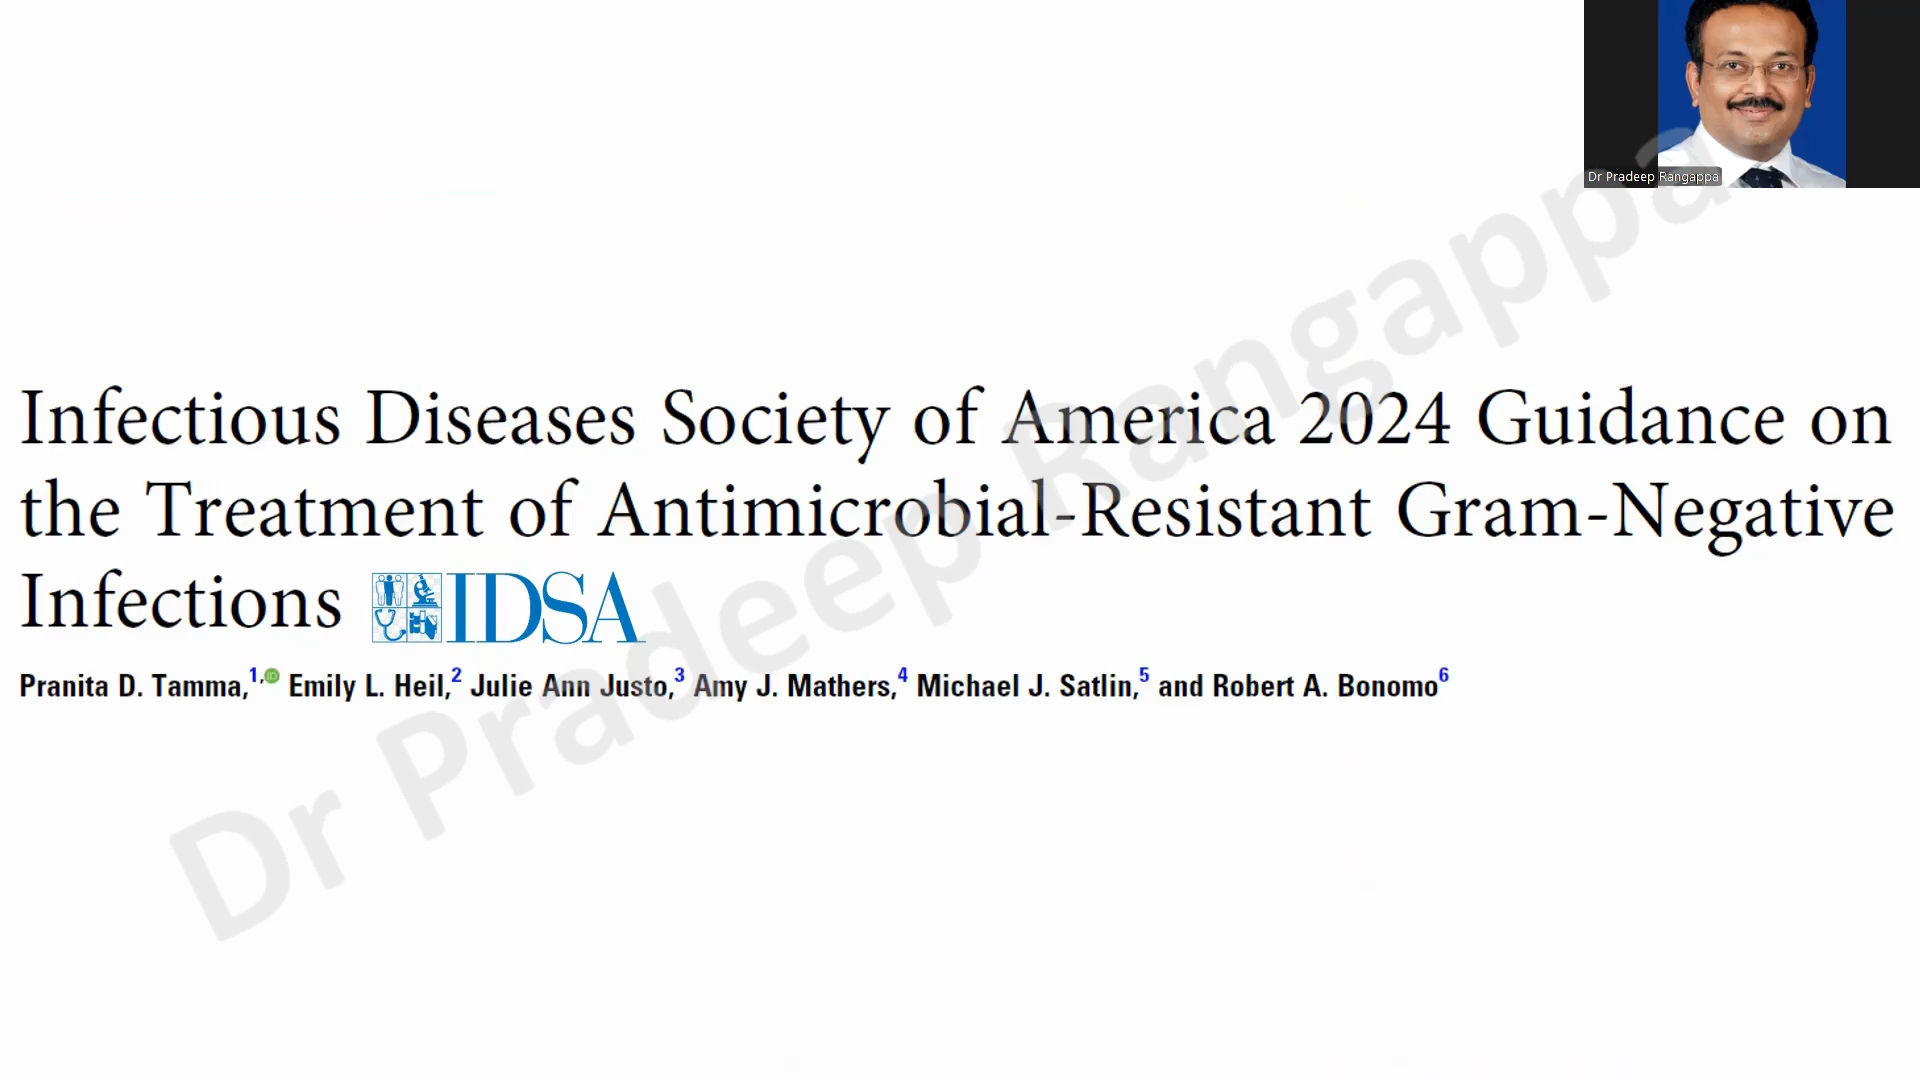 Dr Pradeep Rangappa
Infectious Diseases Society of America 2024 Guidance on
the Treatment of Antimicrobial-Resistant Gram-Negative
Infections IDSA
Pranita D. Tamma,1, iD Emily L. Heil,2 Julie Ann Justo,3 Amy J. Mathers,4 Michael J. Satlin,5 and Robert A. Bonomo6
Dr Pradeep Rangappa